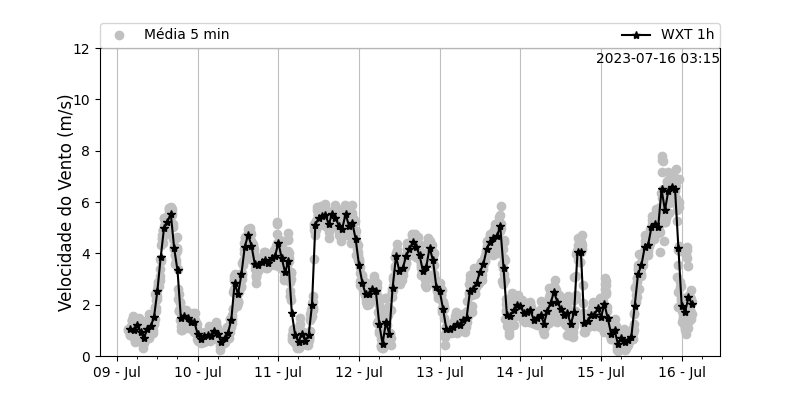 Média 5 min
WXT 1h
2023-07-16 03:15
Velocidade do Vento (m/s)
12
10
8
6
4
2
0
09 - Jul 10 - Jul 11 - Jul 12 - Jul 13 - Jul 14 - Jul 15 - Jul 16 - Jul